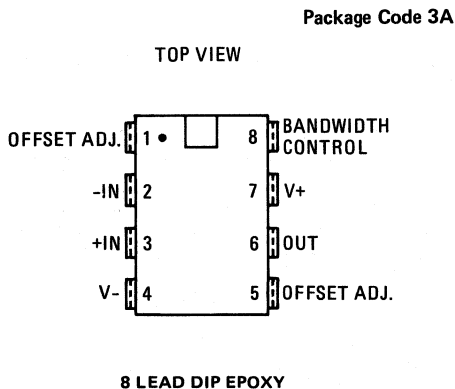 Package Code 3A
TOP VIEW
OFFSET ADJ. 1 8 BANDWIDTH CONTROL
-IN 2 7 V+
+IN 3 6 OUT
V- 4 5 OFFSET ADJ.
8 LEAD DIP EPOXY